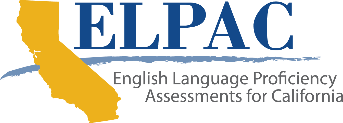 ELPAC
English Language Proficiency
Assessments for California